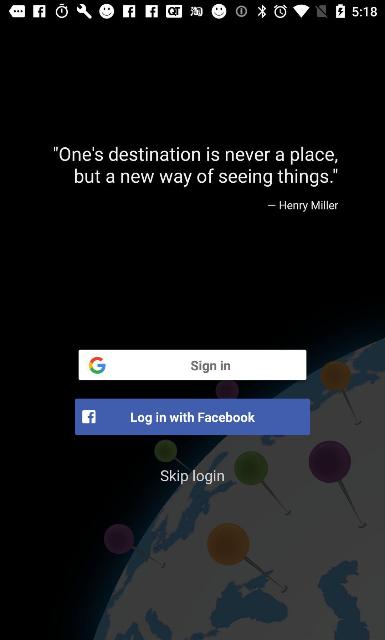 5:18
"One's destination is never a place,
but a new way of seeing things."
— Henry Miller
Sign in
Log in with Facebook
Skip login